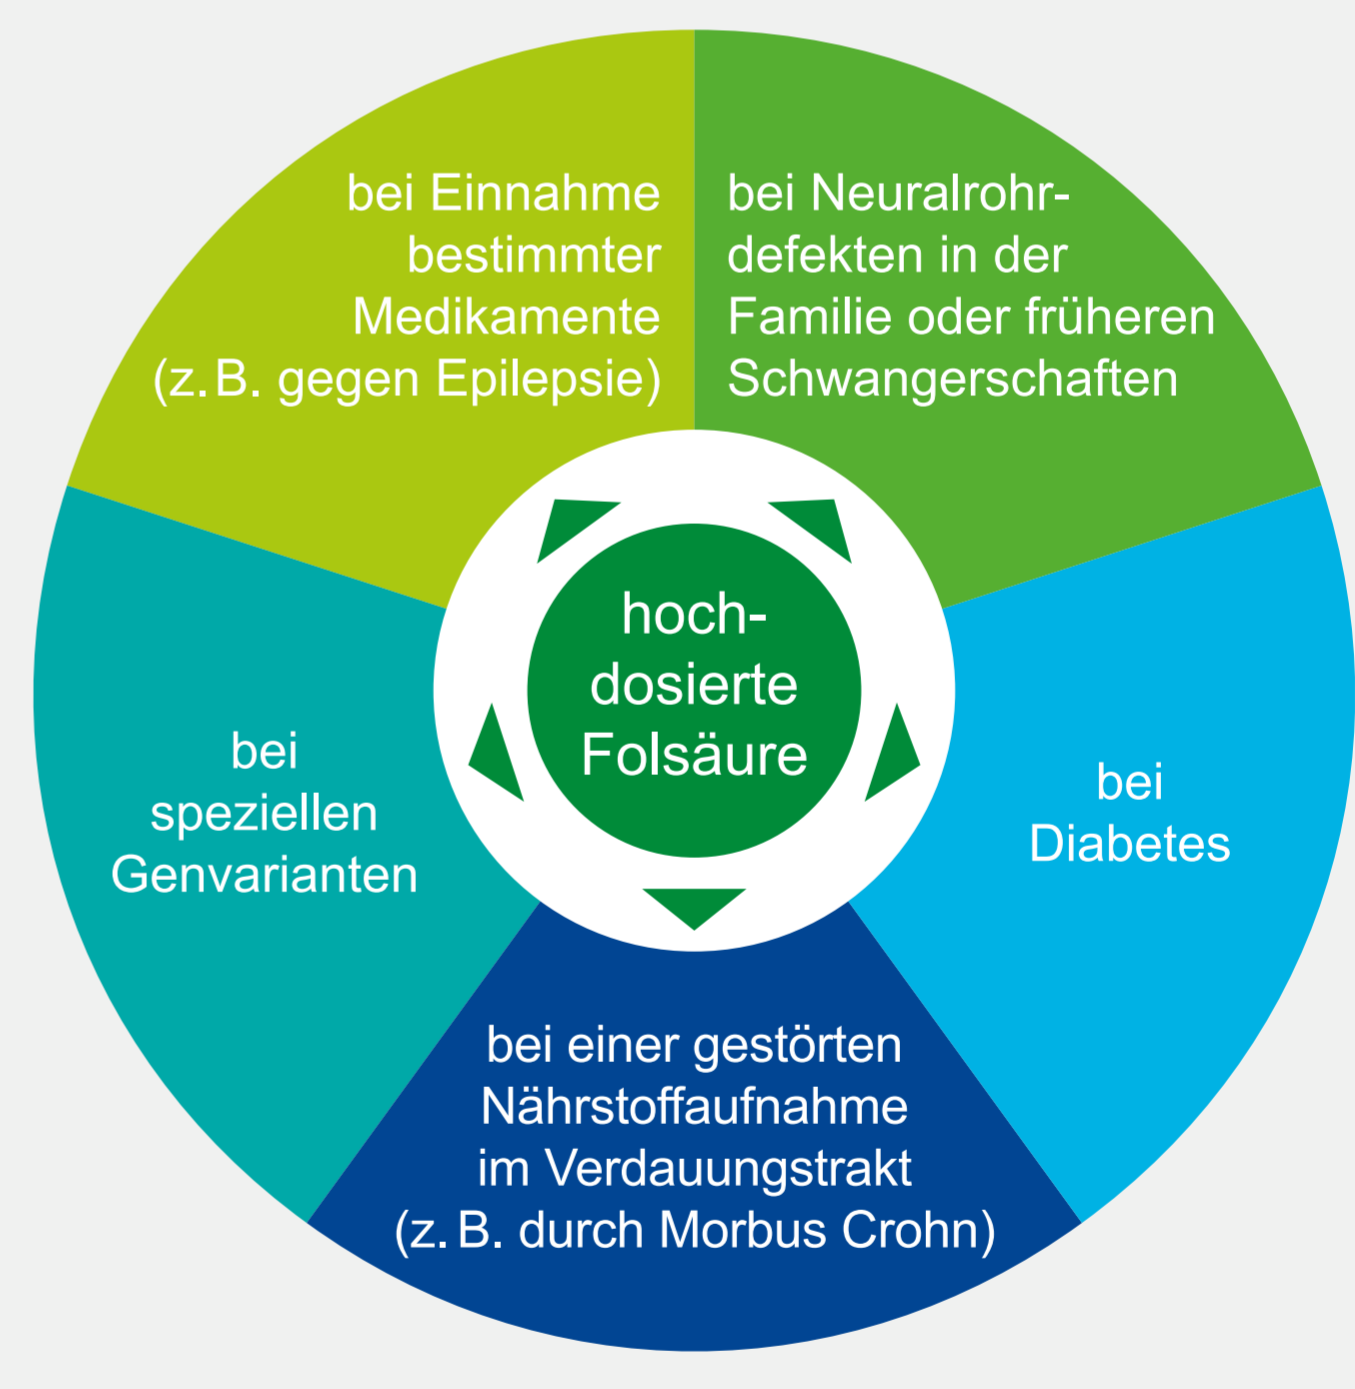 bei Einnahme
bestimmter
Medikamente
(z. B. gegen Epilepsie)
bei Neuralrohr-
defekten in der
Familie oder früheren
Schwangerschaften
hoch-
dosierte
Folsäure
bei
speziellen
Genvarianten
bei
Diabetes
bei einer gestörten
Nährstoffaufnahme
im Verdauungstrakt
(z. B. durch Morbus Crohn)